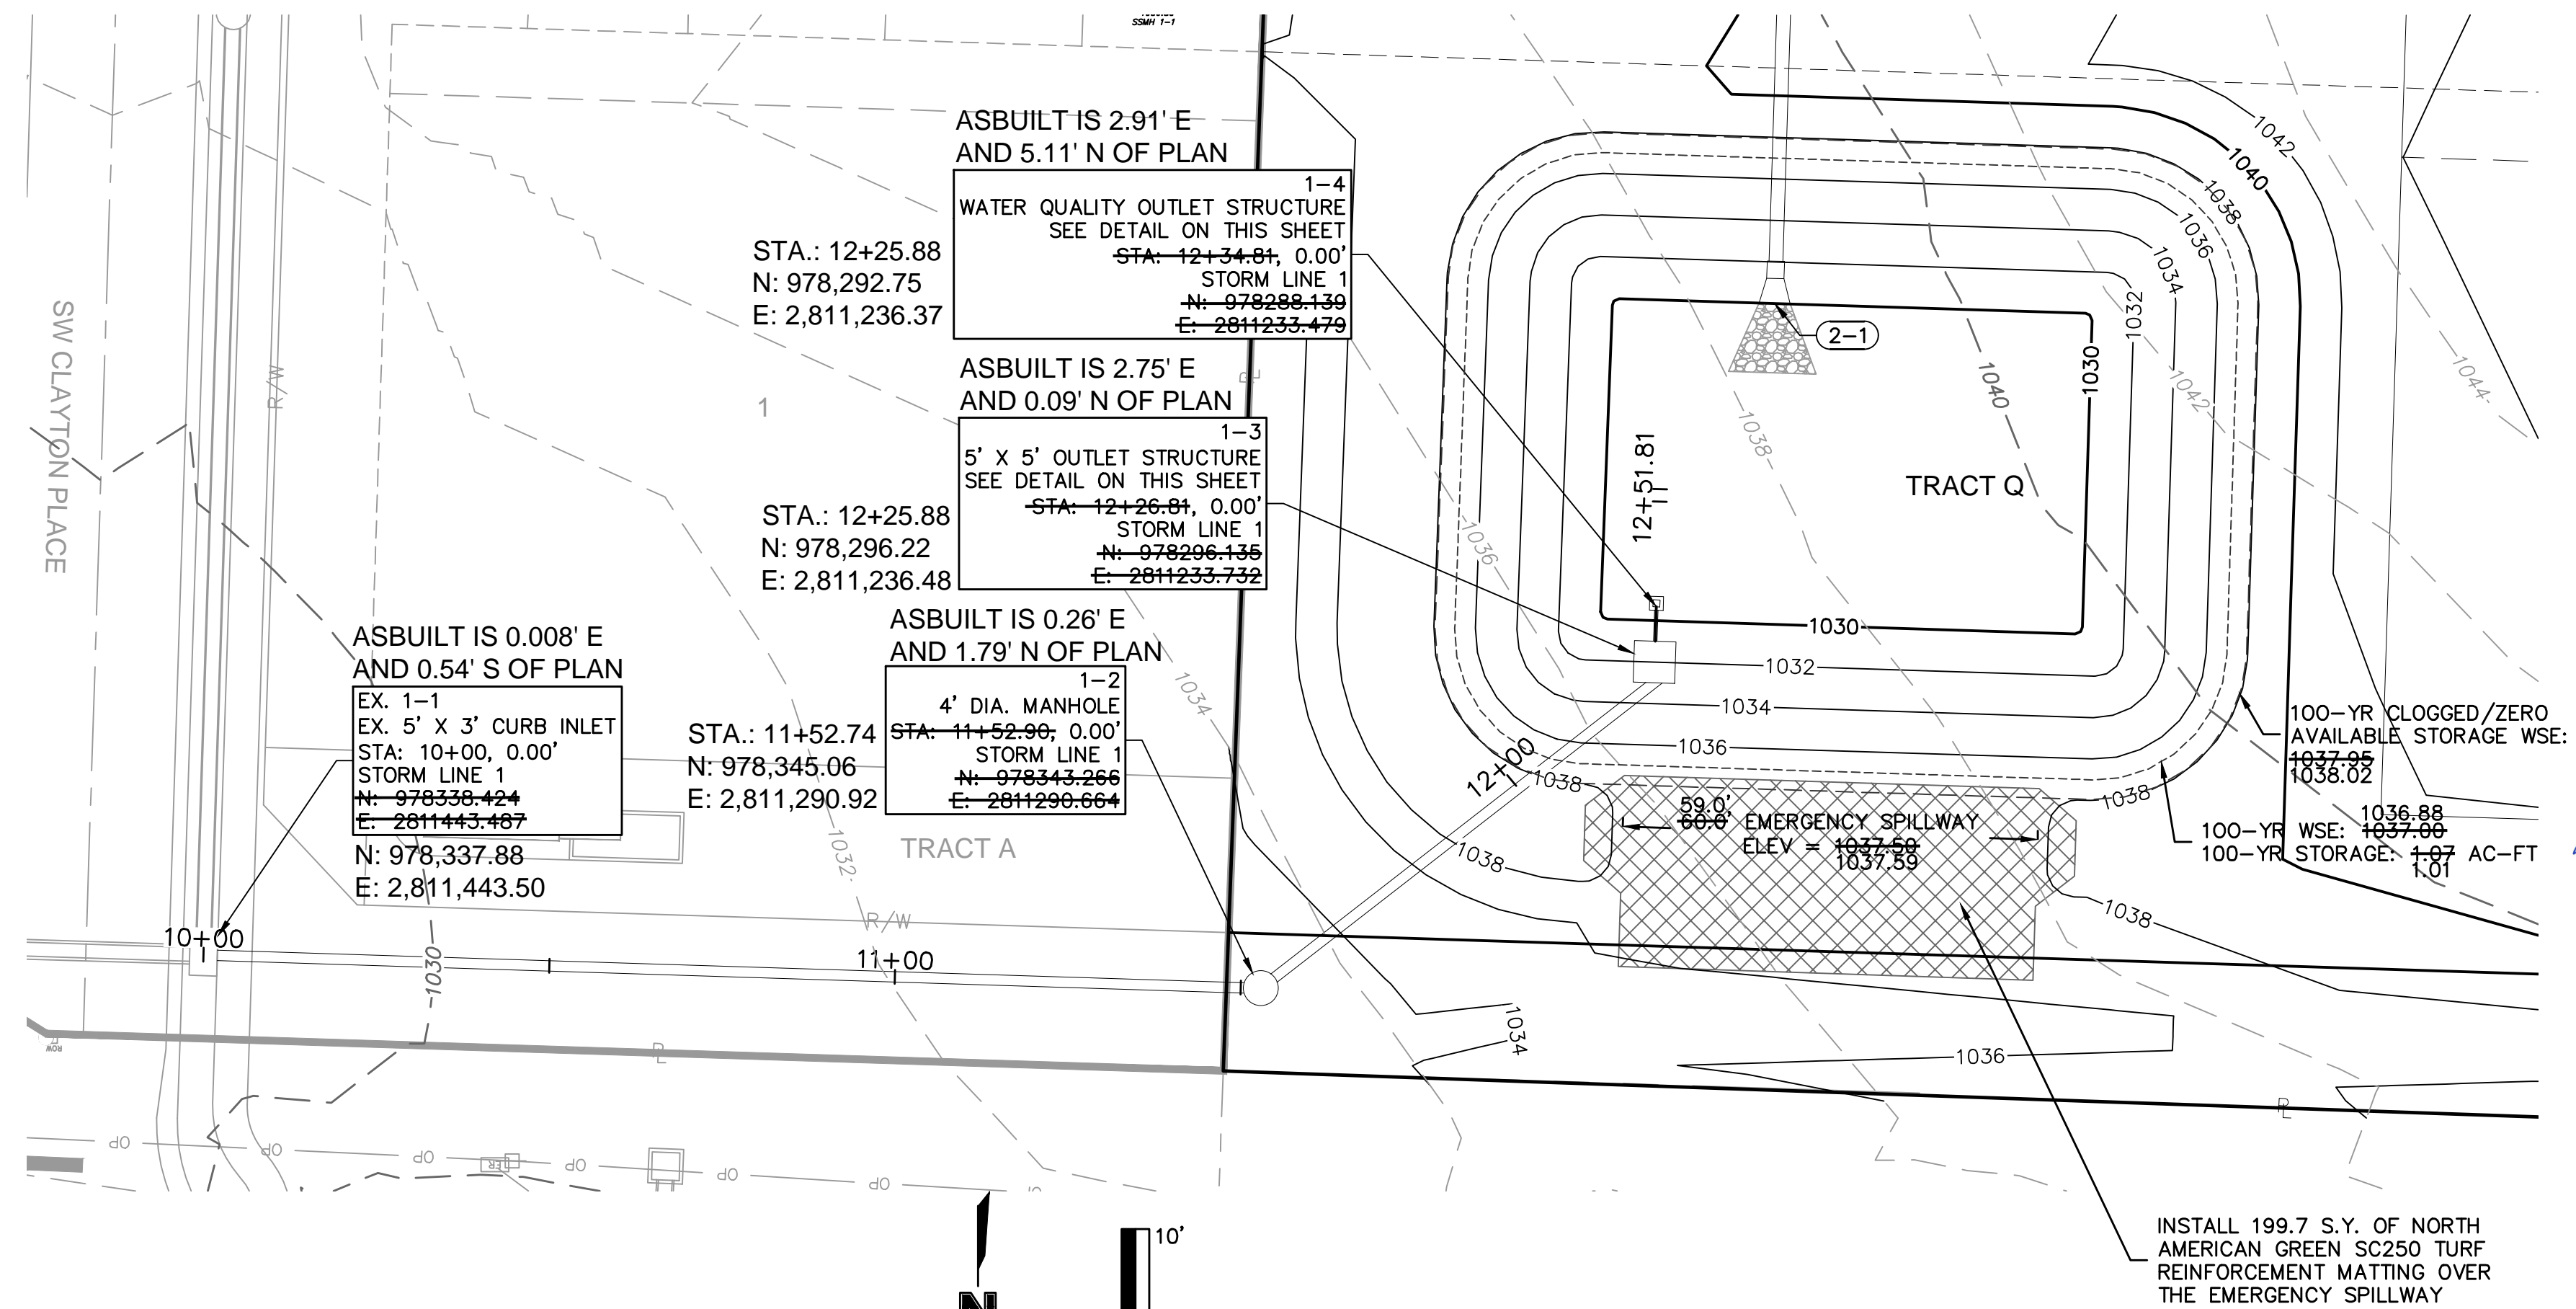 SSMH 1-1
ASBUILT IS 2.91' E
AND 5.11' N OF PLAN
1-4
WATER QUALITY OUTLET STRUCTURE
SEE DETAIL ON THIS SHEET
STA: 12+34.81, 0.00'
STORM LINE 1
N: 978288.139
E: 2811233.479
STA.: 12+25.88
N: 978,292.75
E: 2,811,236.37
ASBUILT IS 2.75' E
AND 0.09' N OF PLAN
1-3
5' X 5' OUTLET STRUCTURE
SEE DETAIL ON THIS SHEET
STA: 12+26.81, 0.00'
STORM LINE 1
N: 978296.135
E: 2811233.732
STA.: 12+25.88
N: 978,296.22
E: 2,811,236.48
ASBUILT IS 0.26' E
AND 1.79' N OF PLAN
1-2
4' DIA. MANHOLE
STA: 11+52.90, 0.00'
STORM LINE 1
N: 978343.266
E: 2811290.664
STA.: 11+52.74
N: 978,345.06
E: 2,811,290.92
ASBUILT IS 0.008' E
AND 0.54' S OF PLAN
EX. 1-1
EX. 5' X 3' CURB INLET
STA: 10+00, 0.00'
STORM LINE 1
N: 978338.424
E: 2811443.487
N: 978,337.88
E: 2,811,443.50
SW CLAYTON PLACE
R/W
1
PL
TRACT A
R/W
10+00
11+00
12+00
12+51.81
1030
1032
1034
PL
ROW
PL
OP
OP
OP
OP
OP
OP
2-1
TRACT Q
1042
1040
1038
1036
1034
1032
1030
1030
1032
1034
1036
1038
1038
1038
1038
1036
1038
1040
1042
1044
1034
1036
100-YR CLOGGED/ZERO
AVAILABLE STORAGE WSE:
1037.95
1038.02
1036.88
100-YR WSE: 1037.00
100-YR STORAGE: 1.07 AC-FT
1.01
59.0'
60.0' EMERGENCY SPILLWAY
ELEV = 1037.50
1037.59
PL
INSTALL 199.7 S.Y. OF NORTH
AMERICAN GREEN SC250 TURF
REINFORCEMENT MATTING OVER
THE EMERGENCY SPILLWAY
10'
N